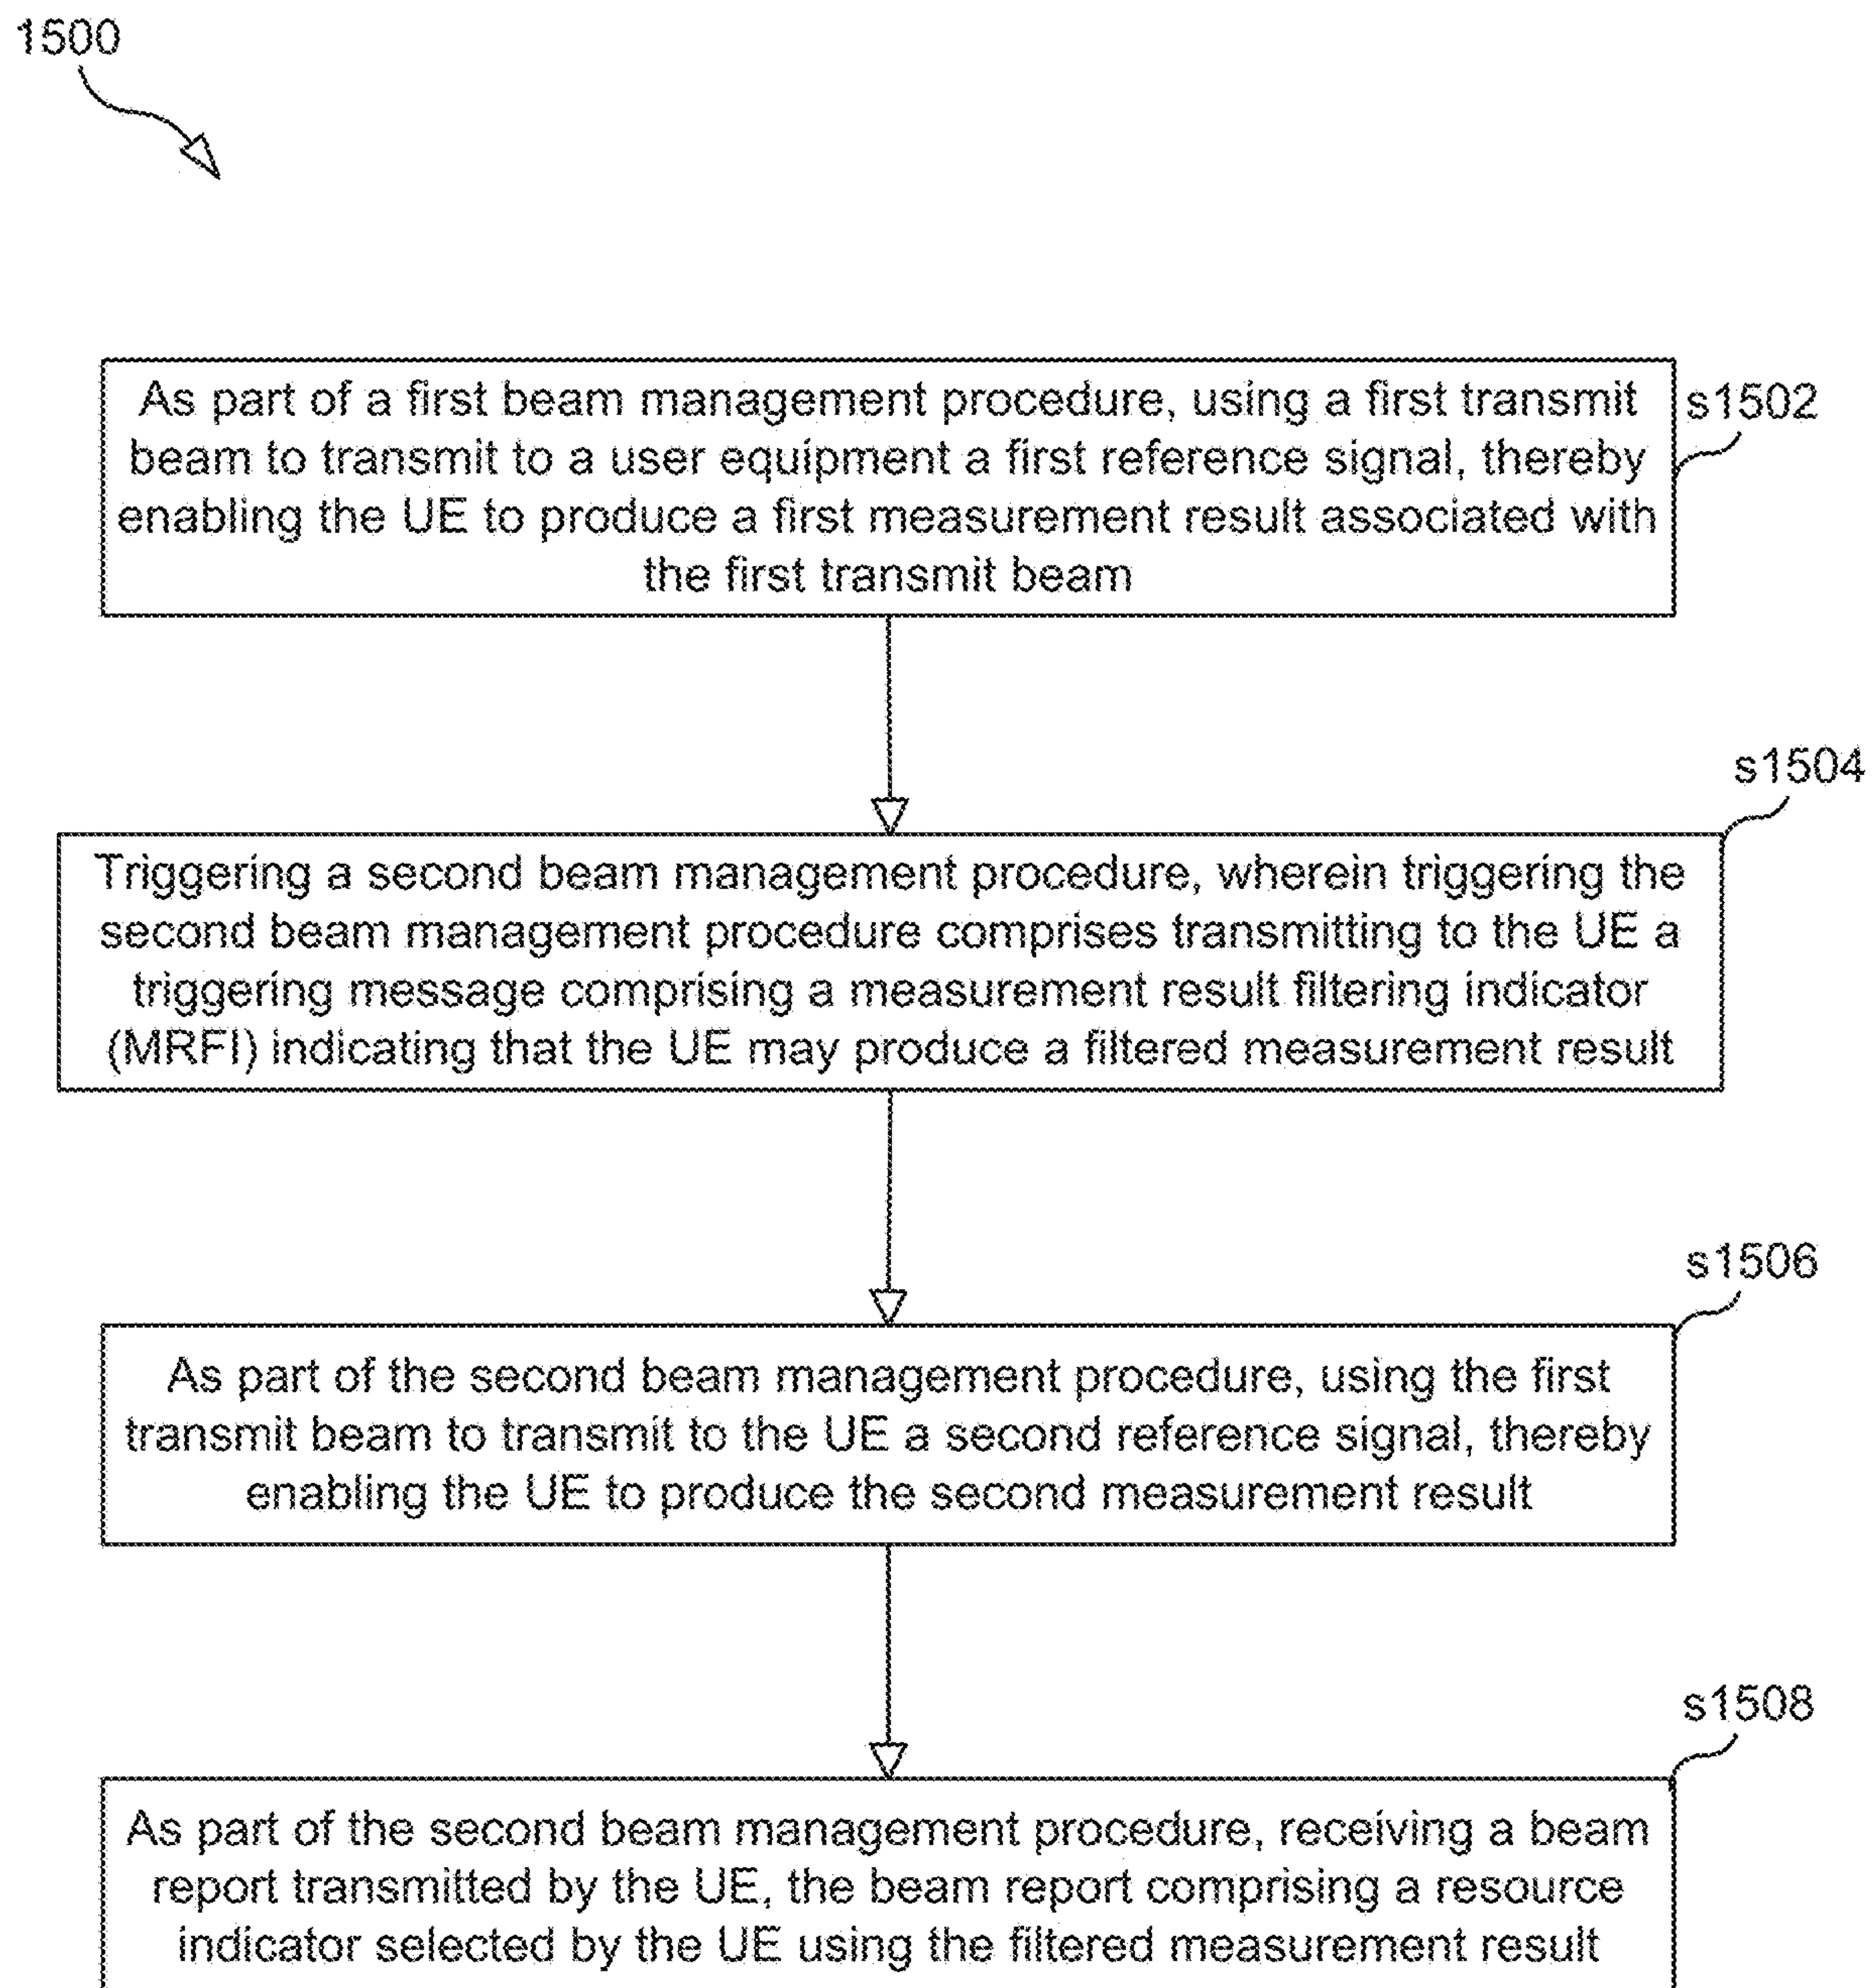 1500
As part of a first beam management procedure, using a first transmit
s1502
beam to transmit to a user equipment a first reference signal, thereby
enabling the UE to produce a first measurement result associated with
the first transmit beam
s1504
Triggering a second beam management procedure, wherein triggering the
second beam management procedure comprises transmitting to the UE a
triggering message comprising a measurement result filtering indicator
(MRFI) indicating that the UE may produce a filtered measurement result
s1506
As part of the second beam management procedure, using the first
transmit beam to transmit to the UE a second reference signal, thereby
enabling the UE to produce the second measurement result
s1508
As part of the second beam management procedure, receiving a beam
report transmitted by the UE, the beam report comprising a resource
indicator selected by the UE using the filtered measurement result